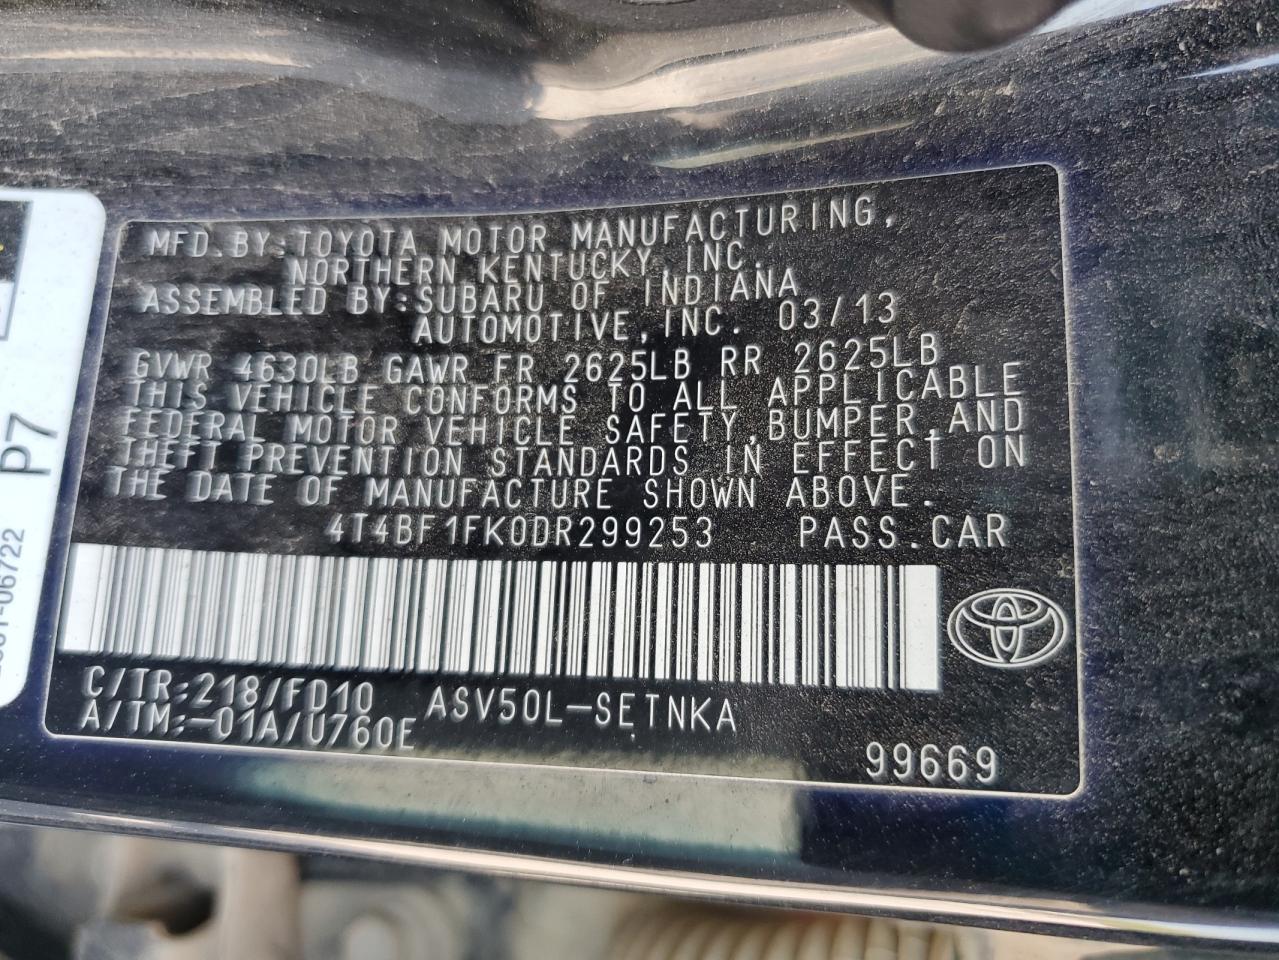 MFD.BY:TOYOTA MOTOR MANUFACTURING,
NORTHERN KENTUCKY,INC.
ASSEMBLED BY:SUBARU OF INDIANA
AUTOMOTIVE,INC. 03/13
GVWR 4630LB GAWR FR 2625LB RR 2625LB
THIS VEHICLE CONFORMS TO ALL APPLICABLE
FEDERAL MOTOR VEHICLE SAFETY,BUMPER,AND
THEFT PREVENTION STANDARDS IN EFFECT ON
THE DATE OF MANUFACTURE SHOWN ABOVE.
4T4BF1FK0DR299253 PASS.CAR
C/TR:218/FD10 ASV50L-SETNKA
A/TM:-01A/U760E
99669
P7
-06722